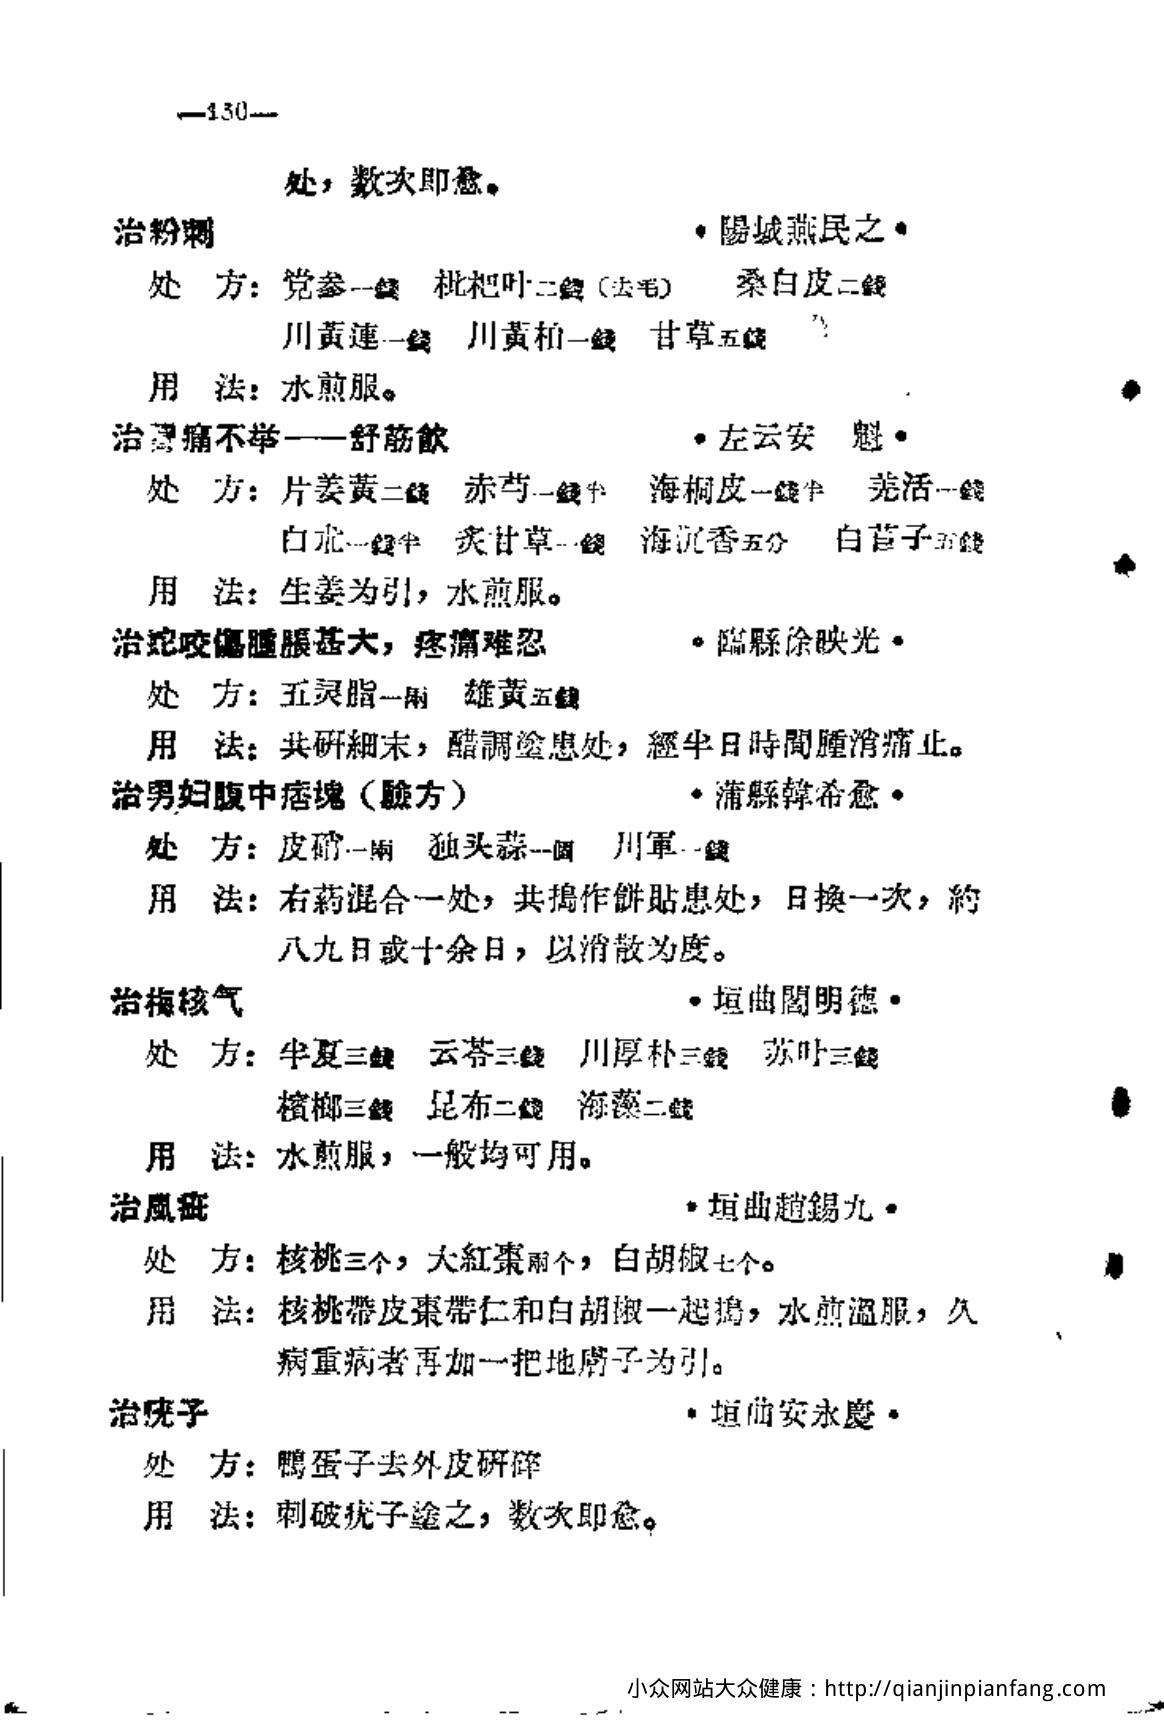 —130—
处，数次即愈。
治粉刺 •陽城燕民之•
处 方：党参一錢 枇杷叶二錢（去毛） 桑白皮二錢
川黃連一錢 川黃柏一錢 甘草五錢
用 法：水煎服。
治 痛不举——舒筋飲 •左云安 魁•
处 方：片姜黃二錢 赤芍一錢半 海桐皮一錢半 羌活一錢
白朮一錢半 炙甘草一錢 海沉香五分 白苔子五錢
用 法：生姜为引，水煎服。
治蛇咬傷腫脹甚大，疼痛难忍 •臨縣徐映光•
处 方：五灵脂一兩 雄黃五錢
用 法：共研細末，醋調塗患处，經半日時間腫消痛止。
治男妇腹中痞塊（驗方） •蒲縣韓希愈•
处 方：皮硝一兩 独头蒜一個 川軍一錢
用 法：右葯混合一处，共搗作餅貼患处，日換一次，約
八九日或十余日，以消散为度。
治梅核气 •垣曲閻明德•
处 方：半夏三錢 云苓三錢 川厚朴三錢 苏叶三錢
檳榔三錢 昆布二錢 海藻二錢
用 法：水煎服，一般均可用。
治風 •垣曲趙錫九•
处 方：核桃三个，大紅棗兩个，白胡椒七个。
用 法：核桃帶皮棗帶仁和白胡椒一起搗，水煎溫服，久
病重病者再加一把地膚子为引。
治疣子 •垣曲安永慶•
处 方：鴨蛋子去外皮研碎
用 法：刺破疣子塗之，数次即愈。
小众网站大众健康：http://qianjinpianfang.com